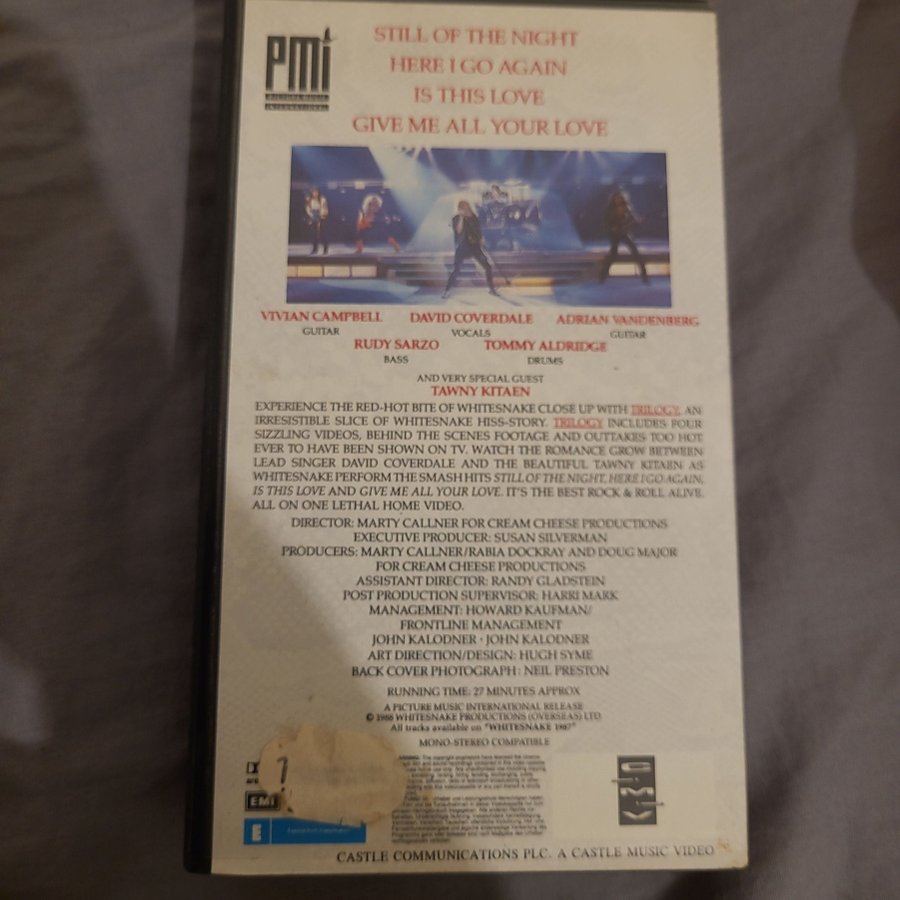 PMI
PICTURE MUSIC
INTERNATIONAL
STILL OF THE NIGHT
HERE I GO AGAIN
IS THIS LOVE
GIVE ME ALL YOUR LOVE
VIVIAN CAMPBELL DAVID COVERDALE ADRIAN VANDENBERG
GUITAR VOCALS GUITAR
RUDY SARZO TOMMY ALDRIDGE
BASS DRUMS
AND VERY SPECIAL GUEST
TAWNY KITAEN
EXPERIENCE THE RED-HOT BITE OF WHITESNAKE CLOSE UP WITH TRILOGY, AN
IRRESISTIBLE SLICE OF WHITESNAKE HISS-STORY. TRILOGY INCLUDES FOUR
SIZZLING VIDEOS, BEHIND THE SCENES FOOTAGE AND OUTTAKES TOO HOT
EVER TO HAVE BEEN SHOWN ON TV. WATCH THE ROMANCE GROW BETWEEN
LEAD SINGER DAVID COVERDALE AND THE BEAUTIFUL TAWNY KITAEN AS
WHITESNAKE PERFORM THE SMASH HITS STILL OF THE NIGHT, HERE I GO AGAIN,
IS THIS LOVE AND GIVE ME ALL YOUR LOVE. IT'S THE BEST ROCK & ROLL ALIVE.
ALL ON ONE LETHAL HOME VIDEO.
DIRECTOR: MARTY CALLNER FOR CREAM CHEESE PRODUCTIONS
EXECUTIVE PRODUCER: SUSAN SILVERMAN
PRODUCERS: MARTY CALLNER/RABIA DOCKRAY AND DOUG MAJOR
FOR CREAM CHEESE PRODUCTIONS
ASSISTANT DIRECTOR: RANDY GLADSTEIN
POST PRODUCTION SUPERVISOR: HARRI MARK
MANAGEMENT: HOWARD KAUFMAN/
FRONTLINE MANAGEMENT
JOHN KALODNER · JOHN KALODNER
ART DIRECTION/DESIGN: HUGH SYME
BACK COVER PHOTOGRAPH: NEIL PRESTON
RUNNING TIME: 27 MINUTES APPROX
A PICTURE MUSIC INTERNATIONAL RELEASE
© 1988 WHITESNAKE PRODUCTIONS (OVERSEAS) LTD
All tracks available on "WHITESNAKE 1987"
MONO-STEREO COMPATIBLE
7
EMI
E
CMV
CASTLE COMMUNICATIONS PLC. A CASTLE MUSIC VIDEO